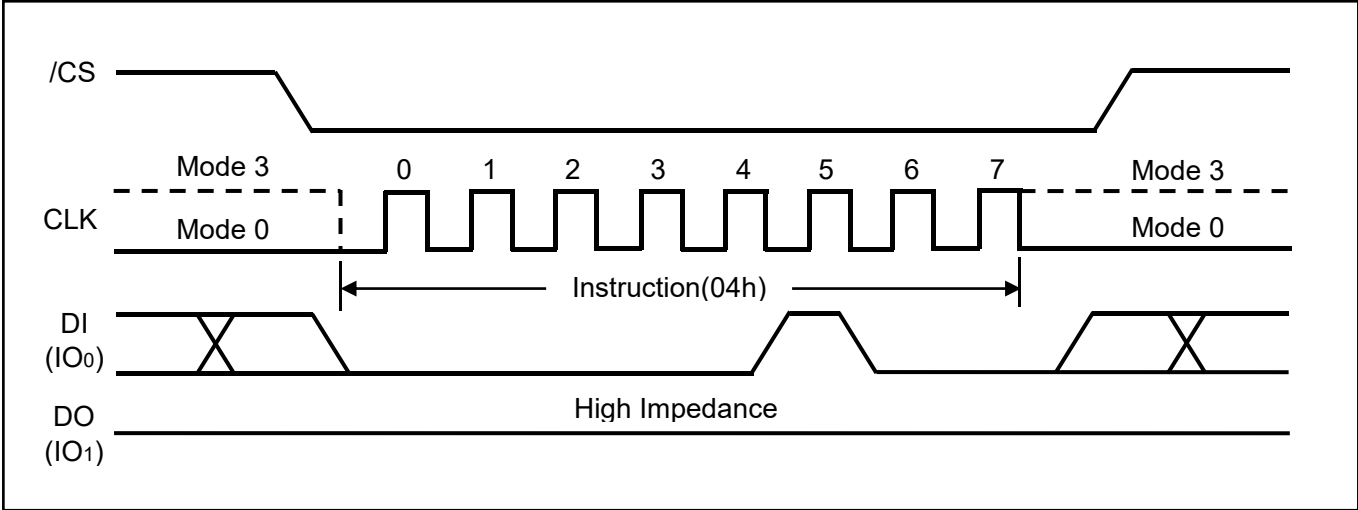 /CS
Mode 3 0 1 2 3 4 5 6 7 Mode 3
CLK
Mode 0 Mode 0
Instruction(04h)
DI
(IO0)
High Impedance
DO
(IO1)